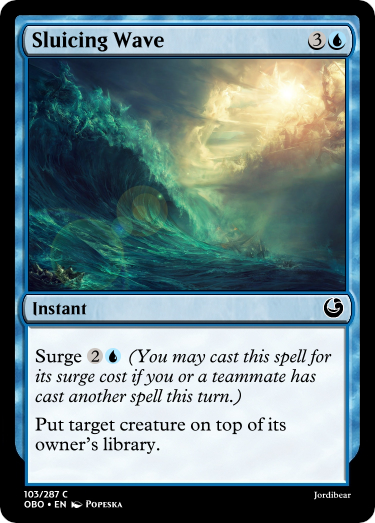 Sluicing Wave 3
Instant
Surge 2 (You may cast this spell for
its surge cost if you or a teammate has
cast another spell this turn.)
Put target creature on top of its
owner's library.
103/287 C
OBO • EN Popeska
Jordibear